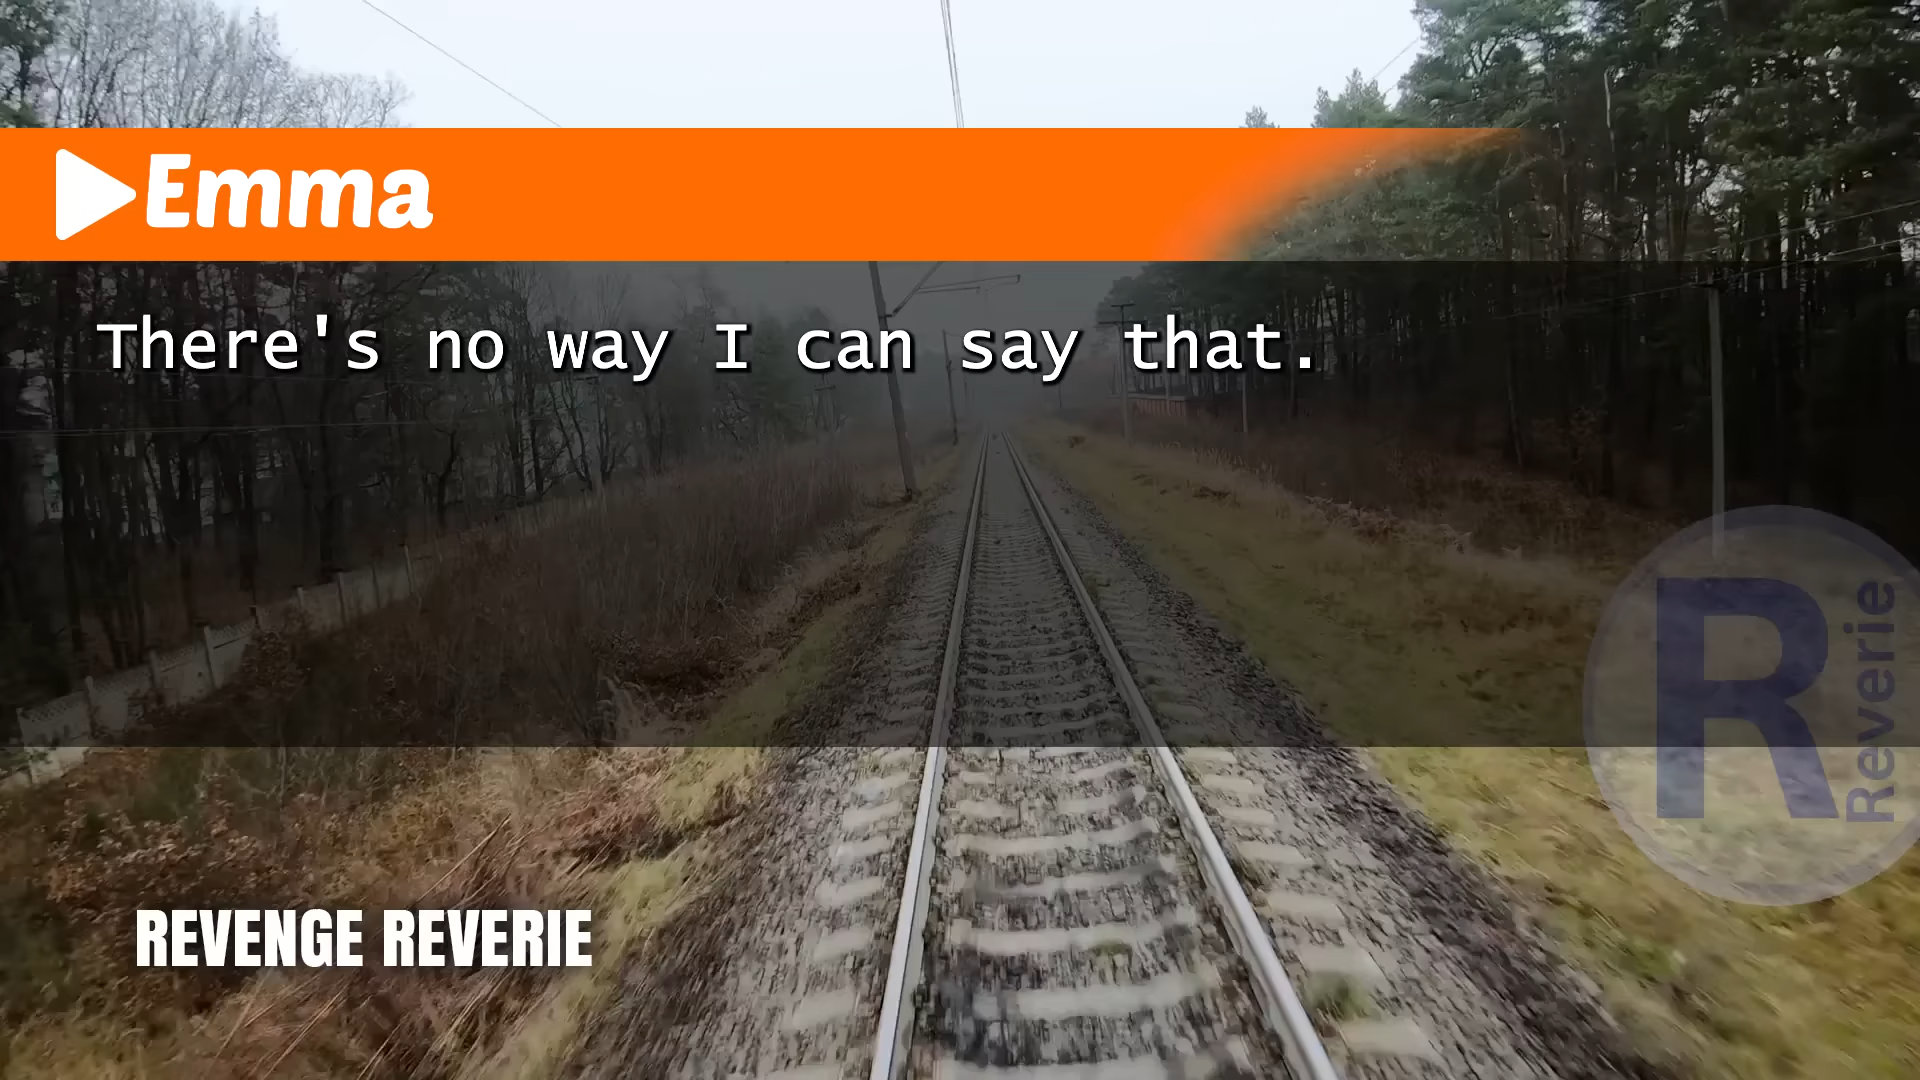 Emma
There's no way I can say that.
R
Reverie
REVENGE REVERIE